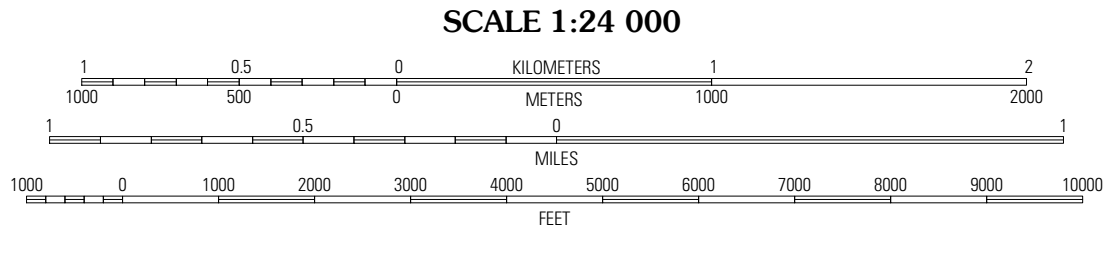 SCALE 1:24 000
1 0.5 0 KILOMETERS 1 2
1000 500 0 METERS 1000 2000
1 0.5 0 1
MILES
1000 0 1000 2000 3000 4000 5000 6000 7000 8000 9000 10000
FEET